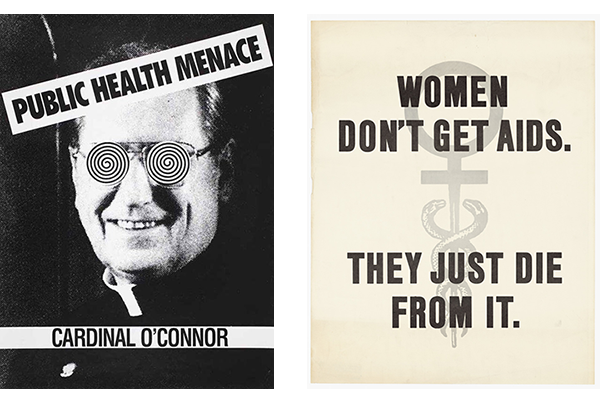 PUBLIC HEALTH MENACE
CARDINAL O'CONNOR
WOMEN
DON'T GET AIDS.
THEY JUST DIE
FROM IT.